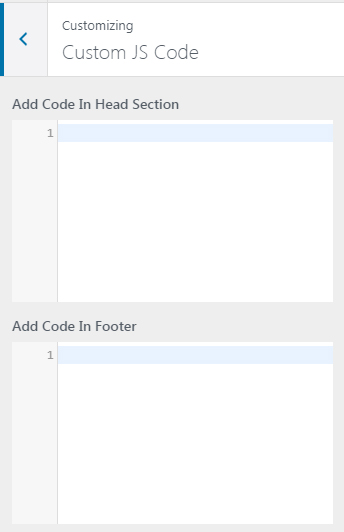 Customizing
Custom JS Code
Add Code In Head Section
1
Add Code In Footer
1